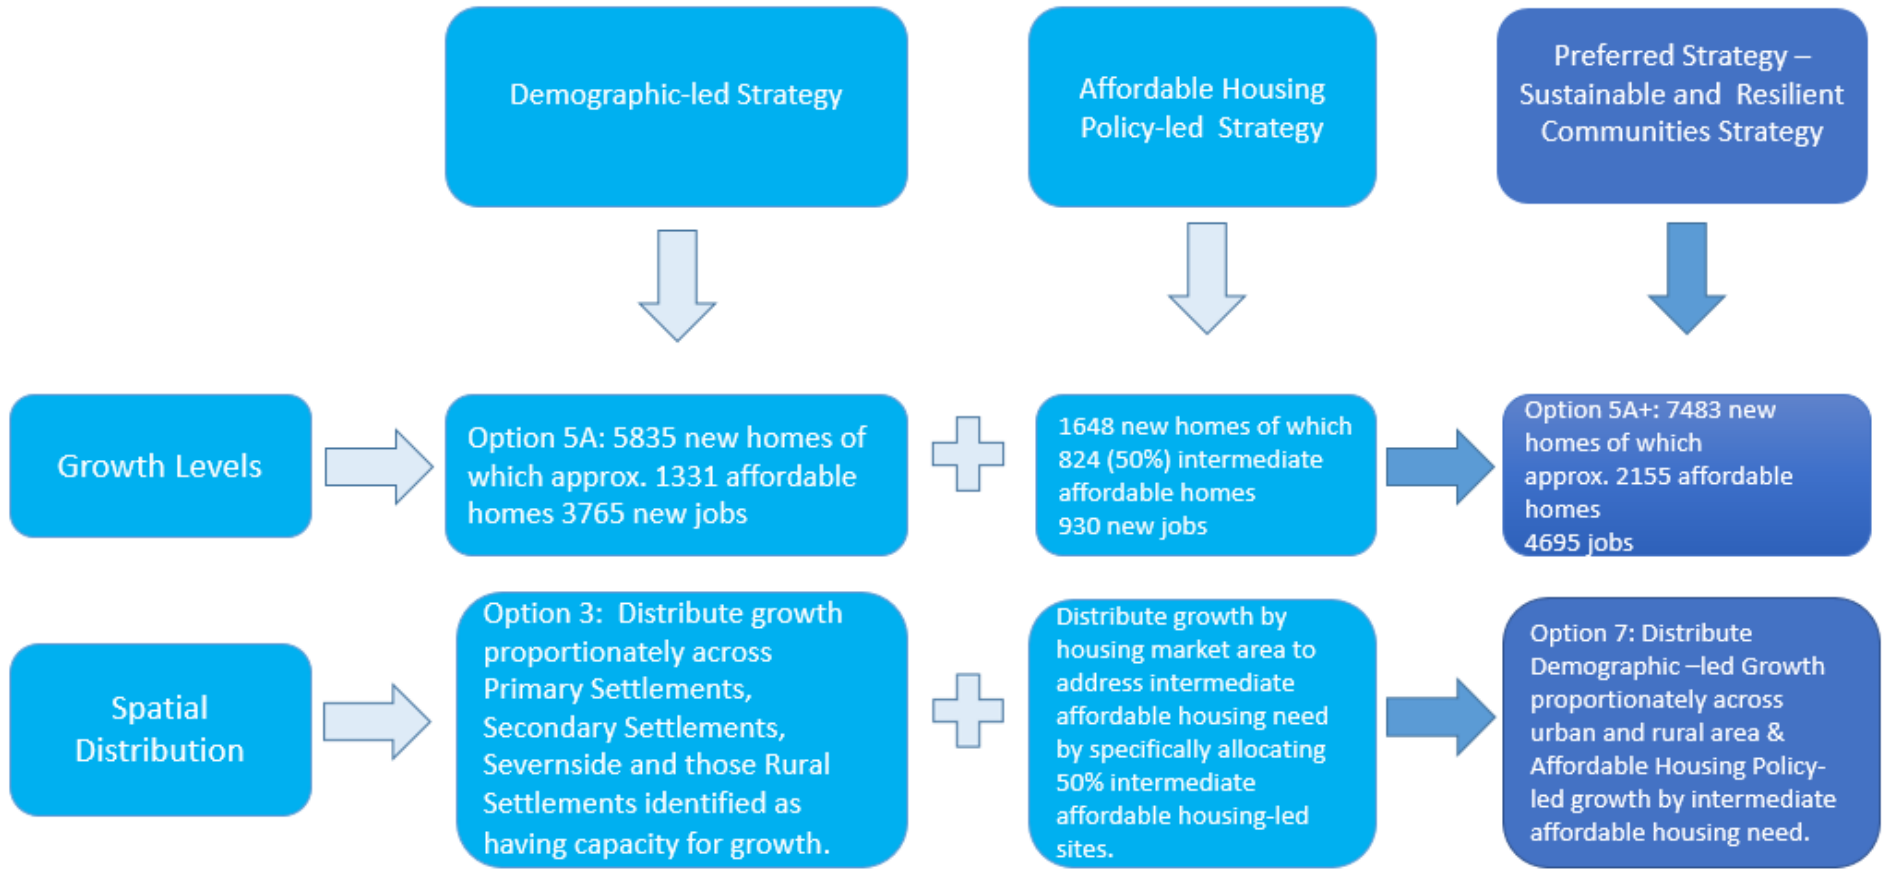 Demographic-led Strategy
Affordable Housing
Policy-led Strategy
Preferred Strategy –
Sustainable and Resilient
Communities Strategy
Growth Levels
Option 5A: 5835 new homes of
which approx. 1331 affordable
homes 3765 new jobs
1648 new homes of which
824 (50%) intermediate
affordable homes
930 new jobs
Option 5A+: 7483 new
homes of which
approx. 2155 affordable
homes
4695 jobs
Spatial
Distribution
Option 3: Distribute growth
proportionately across
Primary Settlements,
Secondary Settlements,
Severnside and those Rural
Settlements identified as
having capacity for growth.
Distribute growth by
housing market area to
address intermediate
affordable housing need
by specifically allocating
50% intermediate
affordable housing-led
sites.
Option 7: Distribute
Demographic –led Growth
proportionately across
urban and rural area &
Affordable Housing Policy-
led growth by intermediate
affordable housing need.